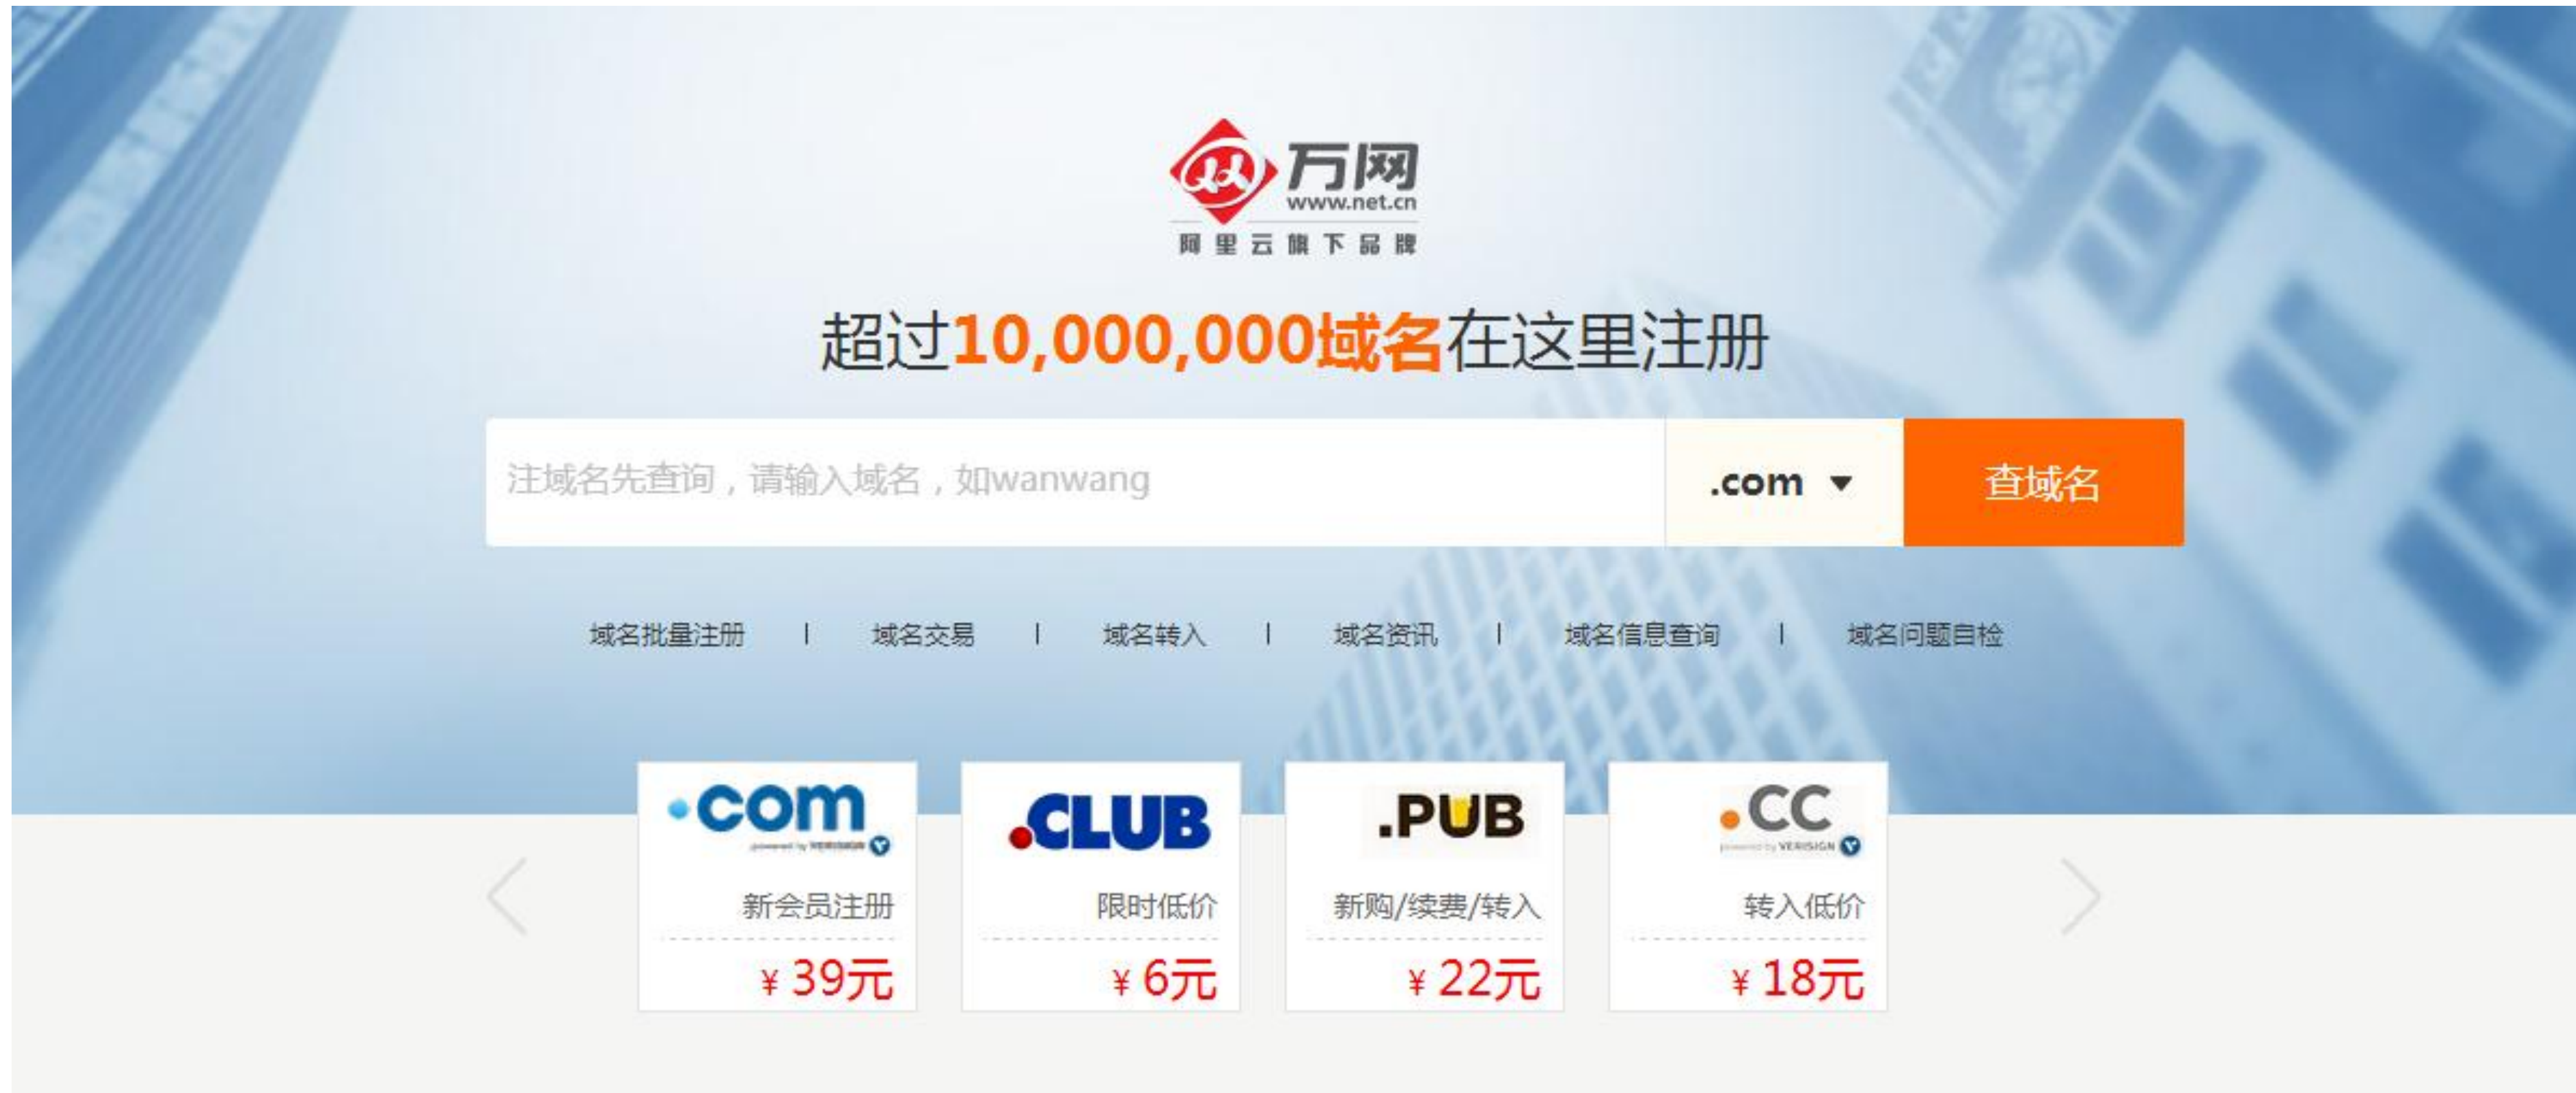 万网
www.net.cn
阿里云旗下品牌
超过10,000,000域名在这里注册
注域名先查询，请输入域名，如wanwang
.com
查域名
域名批量注册 | 域名交易 | 域名转入 | 域名资讯 | 域名信息查询 | 域名问题自检
.com
powered by VERISIGN
新会员注册
¥ 39元
.CLUB
限时低价
¥ 6元
.PUB
新购/续费/转入
¥ 22元
.CC
powered by VERISIGN
转入低价
¥ 18元